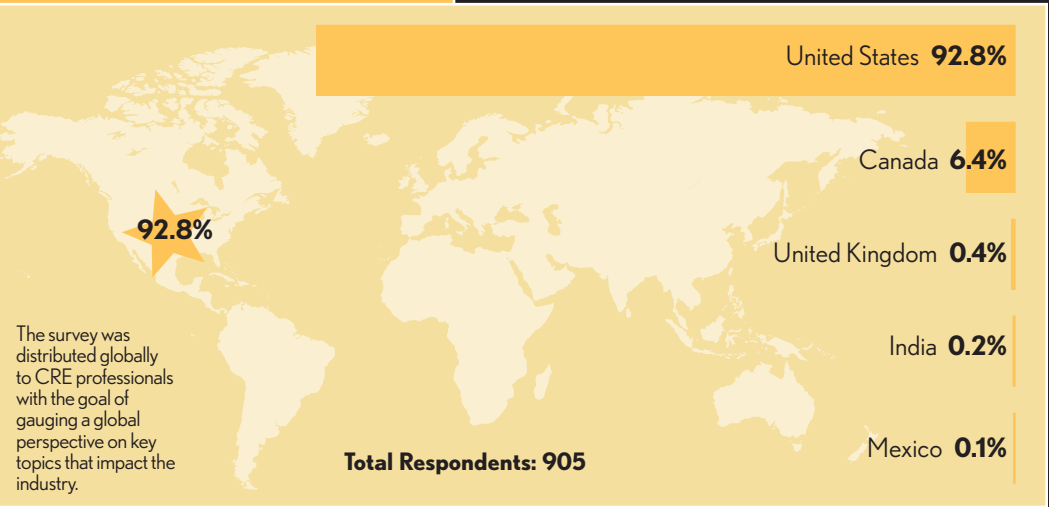 United States 92.8%
Canada 6.4%
92.8%
United Kingdom 0.4%
India 0.2%
Mexico 0.1%
The survey was
distributed globally
to CRE professionals
with the goal of
gauging a global
perspective on key
topics that impact the
industry.
Total Respondents: 905